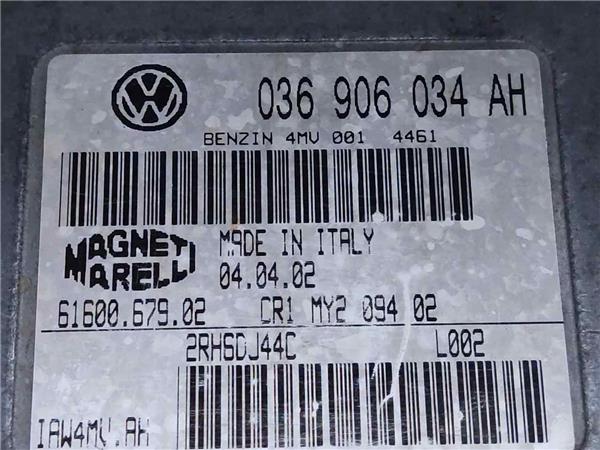 036 906 034 AH
BENZIN 4MV 001 4461
MAGNETI MARELLI
MADE IN ITALY
04.04.02
61600.679.02 CR1 MY2 094 02
2RH6DJ44C L002
IAW4MV.AH